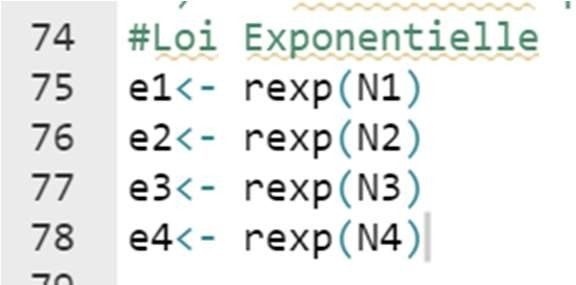 74 #Loi Exponentielle
75 e1<- rexp(N1)
76 e2<- rexp(N2)
77 e3<- rexp(N3)
78 e4<- rexp(N4)